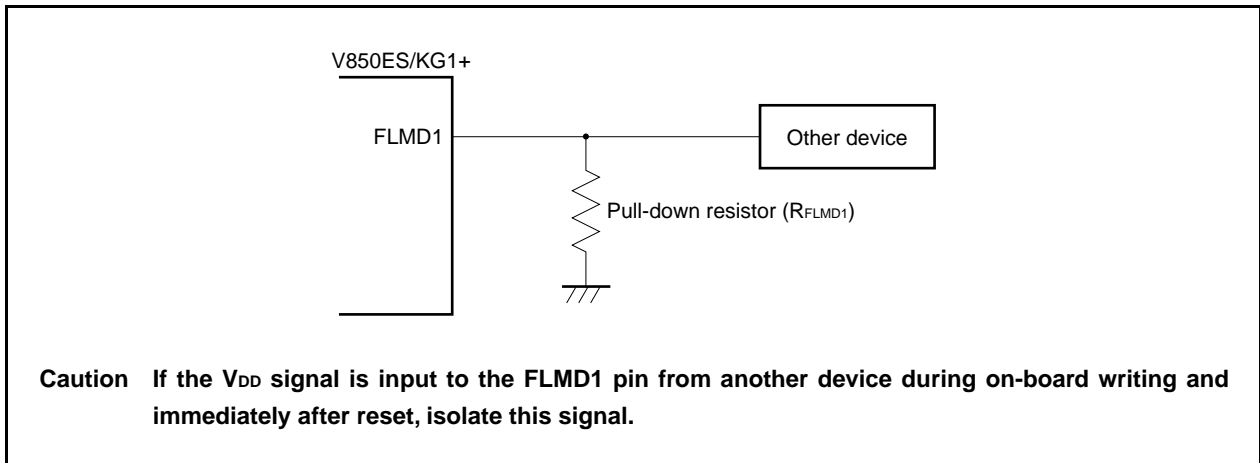 V850ES/KG1+
FLMD1
Other device
Pull-down resistor (RFLMD1)
Caution If the VDD signal is input to the FLMD1 pin from another device during on-board writing and
immediately after reset, isolate this signal.